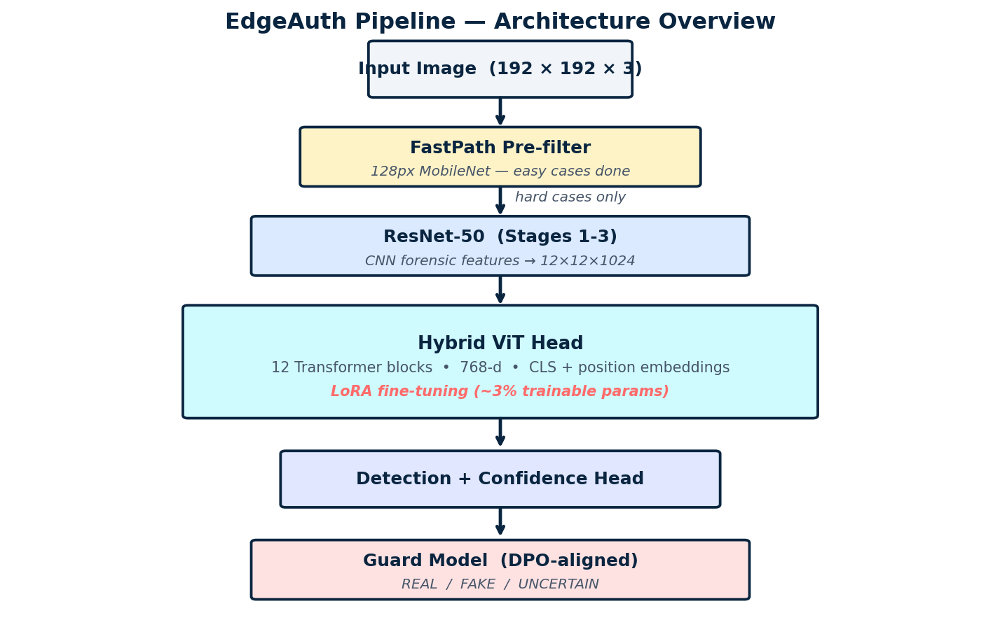 EdgeAuth Pipeline — Architecture Overview
Input Image (192 × 192 × 3)
FastPath Pre-filter
128px MobileNet — easy cases done
hard cases only
ResNet-50 (Stages 1-3)
CNN forensic features → 12×12×1024
Hybrid ViT Head
12 Transformer blocks • 768-d • CLS + position embeddings
LoRA fine-tuning (~3% trainable params)
Detection + Confidence Head
Guard Model (DPO-aligned)
REAL / FAKE / UNCERTAIN